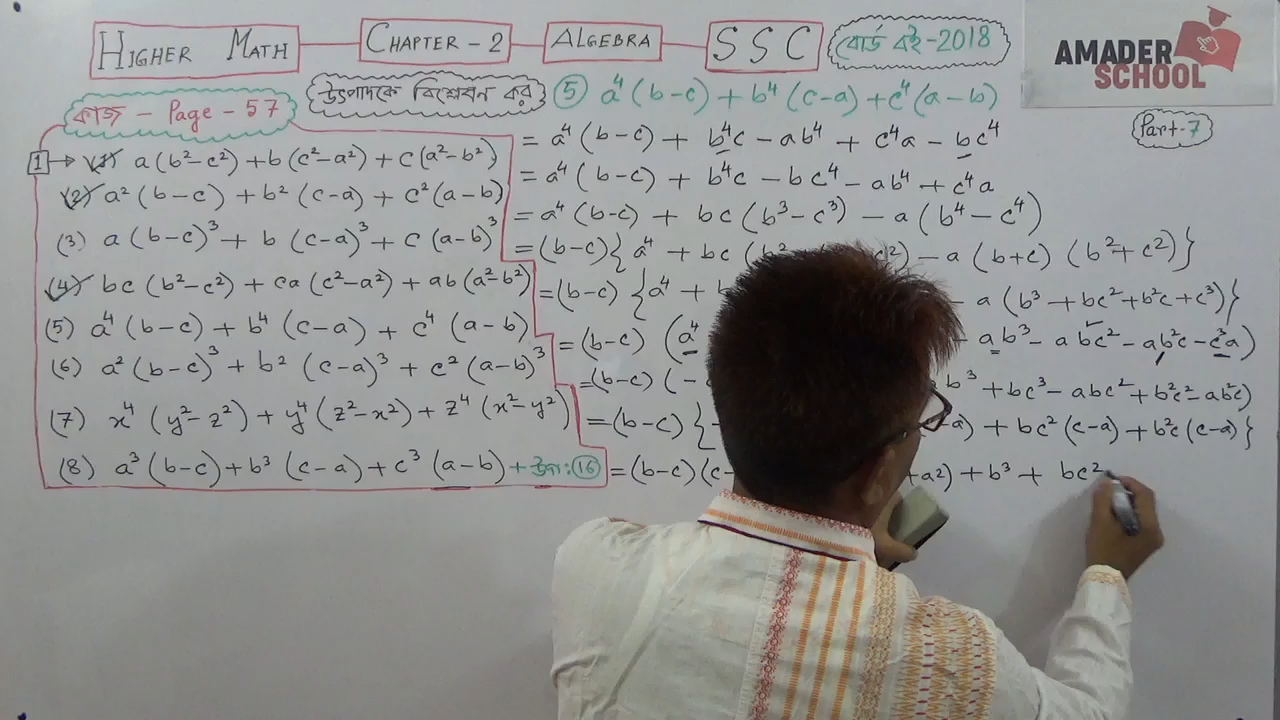 HIGHER MATH CHAPTER - 2 ALGEBRA SSC বোর্ড বই-2018
AMADER SCHOOL
Part-7
কাজ - Page - 57
উৎপাদকে বিশ্লেষণ কর
1 → (1) a(b²-c²)+b(c²-a²)+c(a²-b²)
(2) a²(b-c)+b²(c-a)+c²(a-b)
(3) a(b-c)³+b(c-a)³+c(a-b)³
(4) bc(b²-c²)+ca(c²-a²)+ab(a²-b²)
(5) a⁴(b-c)+b⁴(c-a)+c⁴(a-b)
(6) a²(b-c)³+b²(c-a)³+c²(a-b)³
(7) x⁴(y²-z²)+y⁴(z²-x²)+z⁴(x²-y²)
(8) a³(b-c)+b³(c-a)+c³(a-b)+উদা:16
5 a⁴(b-c)+b⁴(c-a)+c⁴(a-b)
= a⁴(b-c)+b⁴c-ab⁴+c⁴a-bc⁴
= a⁴(b-c)+b⁴c-bc⁴-ab⁴+c⁴a
= a⁴(b-c)+bc(b³-c³)-a(b⁴-c⁴)
=(b-c){a⁴+bc(b² c²)-a(b+c)(b²+c²)}
=(b-c){a⁴+b -a(b³+bc²+b²c+c³)}
=(b-c)(a⁴ -ab³-abc²-ab²c-c³a)
=(b-c)(- b³+bc³-abc²+b²c²-ab²c)
=(b-c){ -a)+bc²(c-a)+b²c(c-a)}
=(b-c)(c +a²)+b³+bc²